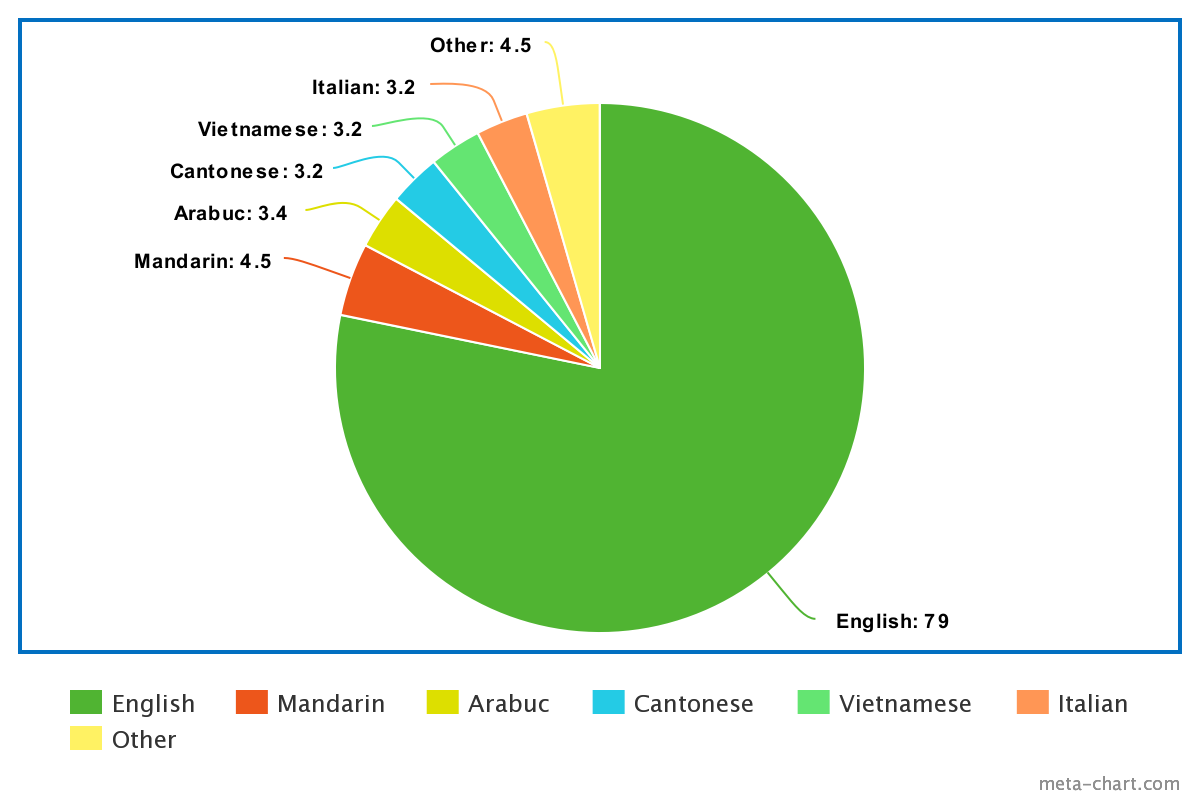 Other: 4.5
Italian: 3.2
Vietnamese: 3.2
Cantonese: 3.2
Arabuc: 3.4
Mandarin: 4.5
English: 79
English Mandarin Arabuc Cantonese Vietnamese Italian
Other
meta-chart.com